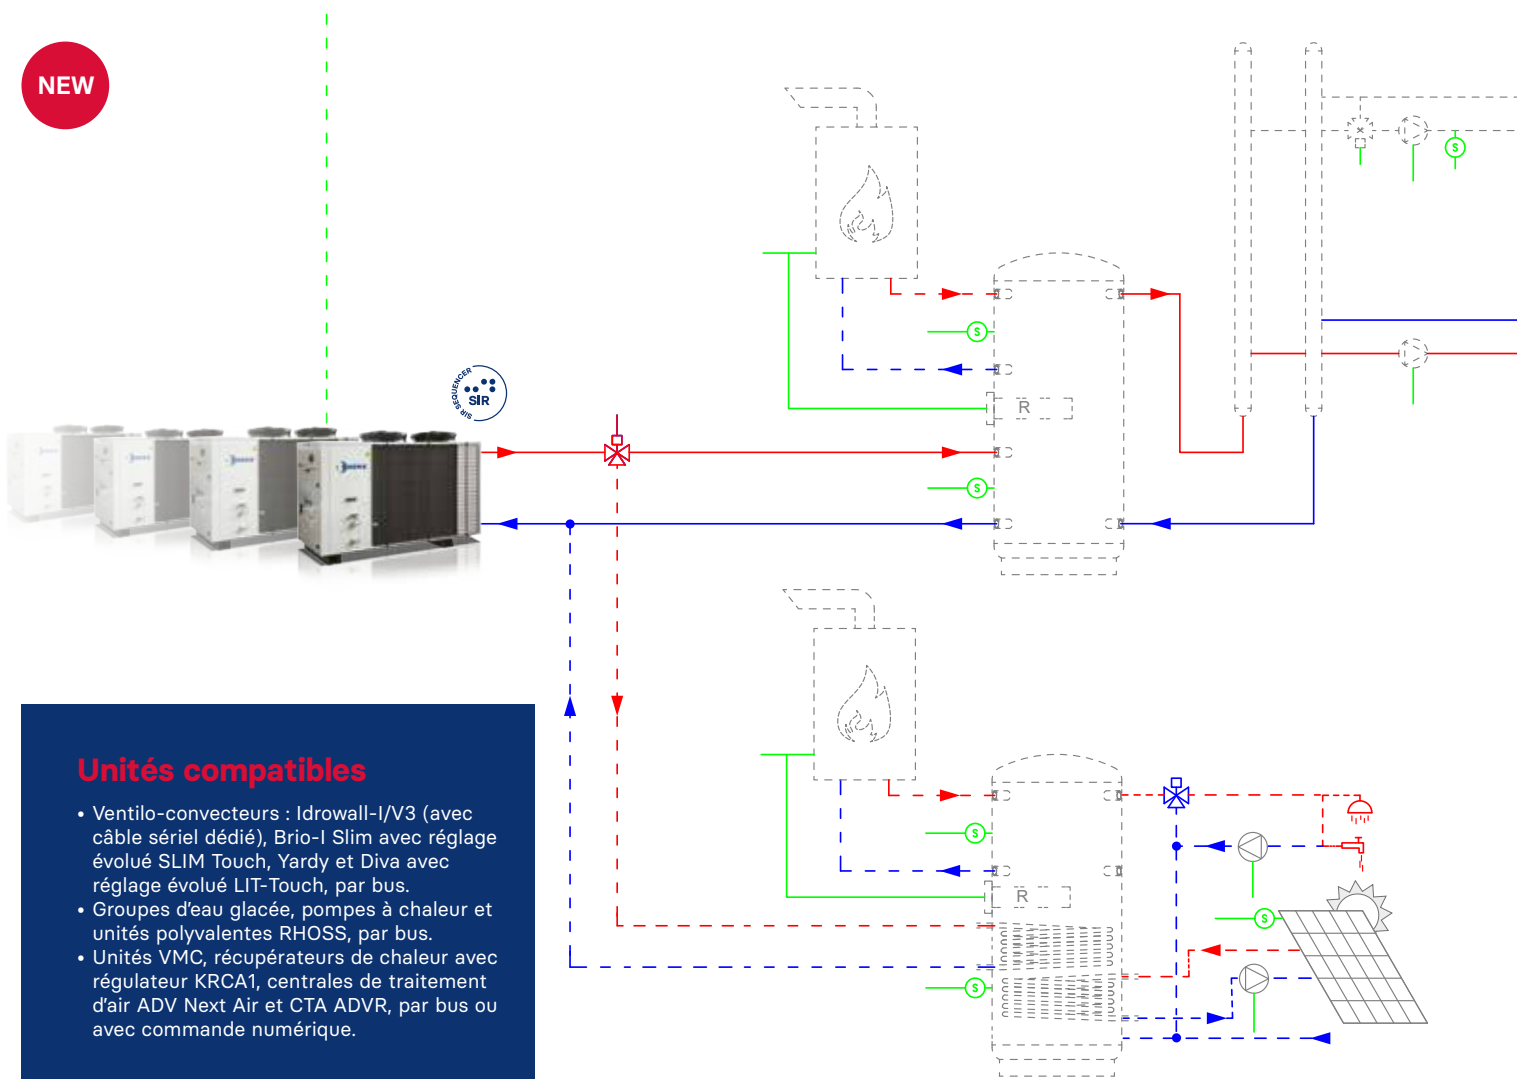 NEW
SIR SEQUENCER
SIR
S
S
R
S
Unités compatibles
• Ventilo-convecteurs : Idrowall-I/V3 (avec
câble sériel dédié), Brio-I Slim avec réglage
évolué SLIM Touch, Yardy et Diva avec
réglage évolué LIT-Touch, par bus.
• Groupes d'eau glacée, pompes à chaleur et
unités polyvalentes RHOSS, par bus.
• Unités VMC, récupérateurs de chaleur avec
régulateur KRCA1, centrales de traitement
d'air ADV Next Air et CTA ADVR, par bus ou
avec commande numérique.
S
R
S
S